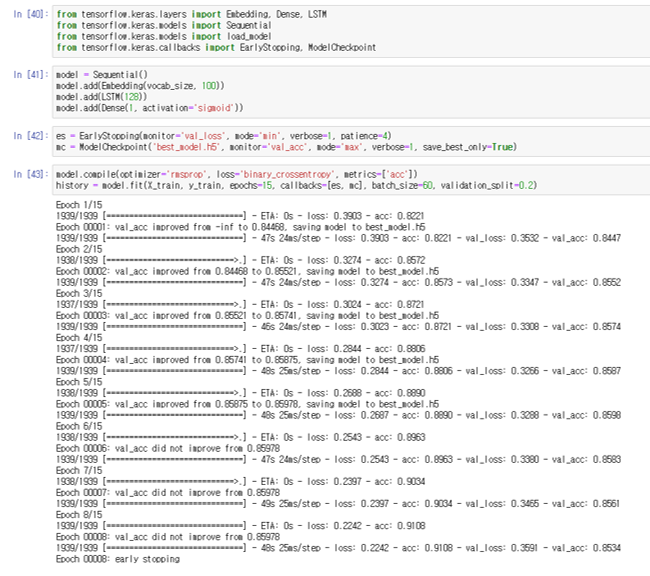 In [40]: from tensorflow.keras.layers import Embedding, Dense, LSTM
from tensorflow.keras.models import Sequential
from tensorflow.keras.models import load_model
from tensorflow.keras.callbacks import EarlyStopping, ModelCheckpoint
In [41]: model = Sequential()
model.add(Embedding(vocab_size, 100))
model.add(LSTM(128))
model.add(Dense(1, activation='sigmoid'))
In [42]: es = EarlyStopping(monitor='val_loss', mode='min', verbose=1, patience=4)
mc = ModelCheckpoint('best_model.h5', monitor='val_acc', mode='max', verbose=1, save_best_only=True)
In [43]: model.compile(optimizer='rmsprop', loss='binary_crossentropy', metrics=['acc'])
history = model.fit(X_train, y_train, epochs=15, callbacks=[es, mc], batch_size=60, validation_split=0.2)
Epoch 1/15
1939/1939 [==============================] - ETA: 0s - loss: 0.3903 - acc: 0.8221
Epoch 00001: val_acc improved from -inf to 0.84468, saving model to best_model.h5
1939/1939 [==============================] - 47s 24ms/step - loss: 0.3903 - acc: 0.8221 - val_loss: 0.3532 - val_acc: 0.8447
Epoch 2/15
1938/1939 [============================>.] - ETA: 0s - loss: 0.3274 - acc: 0.8572
Epoch 00002: val_acc improved from 0.84468 to 0.85521, saving model to best_model.h5
1939/1939 [==============================] - 47s 24ms/step - loss: 0.3274 - acc: 0.8573 - val_loss: 0.3347 - val_acc: 0.8552
Epoch 3/15
1937/1939 [============================>.] - ETA: 0s - loss: 0.3024 - acc: 0.8721
Epoch 00003: val_acc improved from 0.85521 to 0.85741, saving model to best_model.h5
1939/1939 [==============================] - 46s 24ms/step - loss: 0.3023 - acc: 0.8721 - val_loss: 0.3308 - val_acc: 0.8574
Epoch 4/15
1937/1939 [============================>.] - ETA: 0s - loss: 0.2844 - acc: 0.8806
Epoch 00004: val_acc improved from 0.85741 to 0.85875, saving model to best_model.h5
1939/1939 [==============================] - 48s 25ms/step - loss: 0.2844 - acc: 0.8806 - val_loss: 0.3266 - val_acc: 0.8587
Epoch 5/15
1938/1939 [============================>.] - ETA: 0s - loss: 0.2688 - acc: 0.8890
Epoch 00005: val_acc improved from 0.85875 to 0.85978, saving model to best_model.h5
1939/1939 [==============================] - 48s 25ms/step - loss: 0.2687 - acc: 0.8890 - val_loss: 0.3288 - val_acc: 0.8598
Epoch 6/15
1938/1939 [============================>.] - ETA: 0s - loss: 0.2543 - acc: 0.8963
Epoch 00006: val_acc did not improve from 0.85978
1939/1939 [==============================] - 47s 24ms/step - loss: 0.2543 - acc: 0.8963 - val_loss: 0.3380 - val_acc: 0.8583
Epoch 7/15
1938/1939 [============================>.] - ETA: 0s - loss: 0.2397 - acc: 0.9034
Epoch 00007: val_acc did not improve from 0.85978
1939/1939 [==============================] - 49s 25ms/step - loss: 0.2397 - acc: 0.9034 - val_loss: 0.3465 - val_acc: 0.8561
Epoch 8/15
1939/1939 [==============================] - ETA: 0s - loss: 0.2242 - acc: 0.9108
Epoch 00008: val_acc did not improve from 0.85978
1939/1939 [==============================] - 48s 25ms/step - loss: 0.2242 - acc: 0.9108 - val_loss: 0.3591 - val_acc: 0.8534
Epoch 00008: early stopping